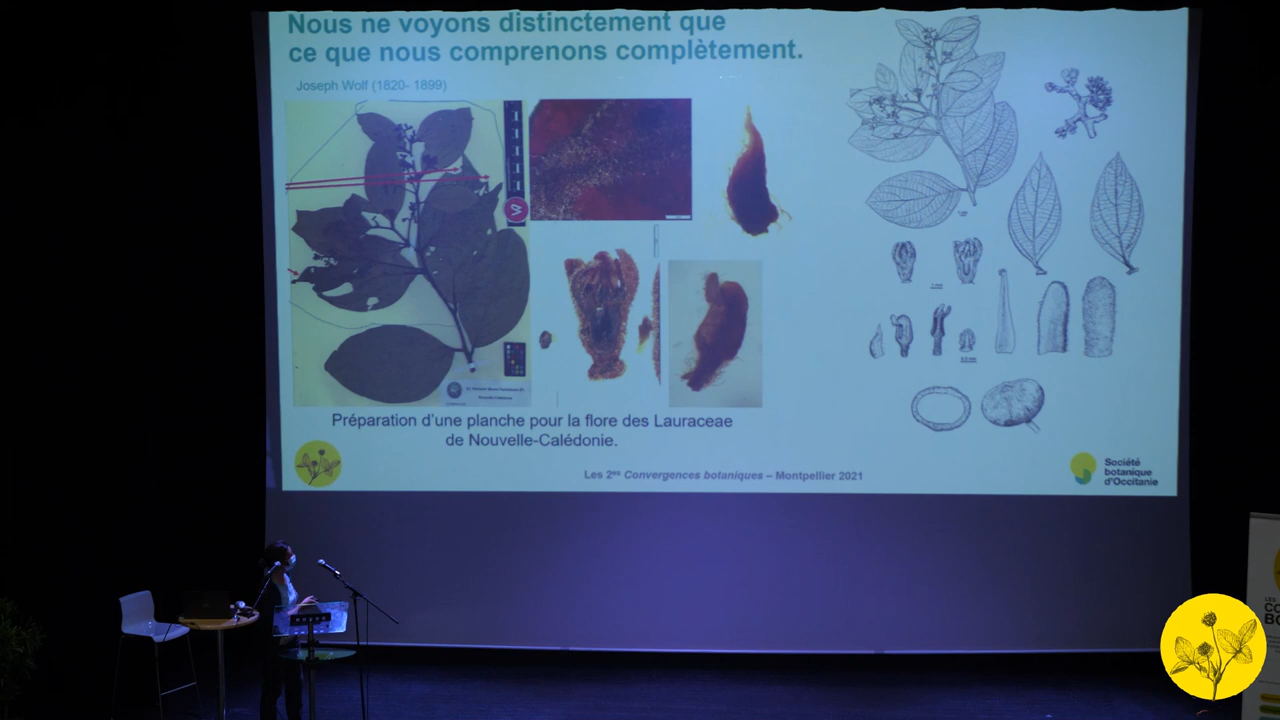 Nous ne voyons distinctement que
ce que nous comprenons complètement.
Joseph Wolf (1820- 1899)
Préparation d'une planche pour la flore des Lauraceae
de Nouvelle-Calédonie.
Les 2es Convergences botaniques – Montpellier 2021
Société
botanique
d'Occitanie